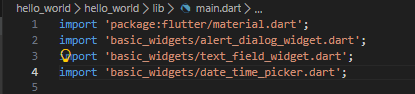 hello_world > hello_world > lib > main.dart > ...
1 import 'package:flutter/material.dart';
2 import 'basic_widgets/alert_dialog_widget.dart';
3 import 'basic_widgets/text_field_widget.dart';
4 import 'basic_widgets/date_time_picker.dart';